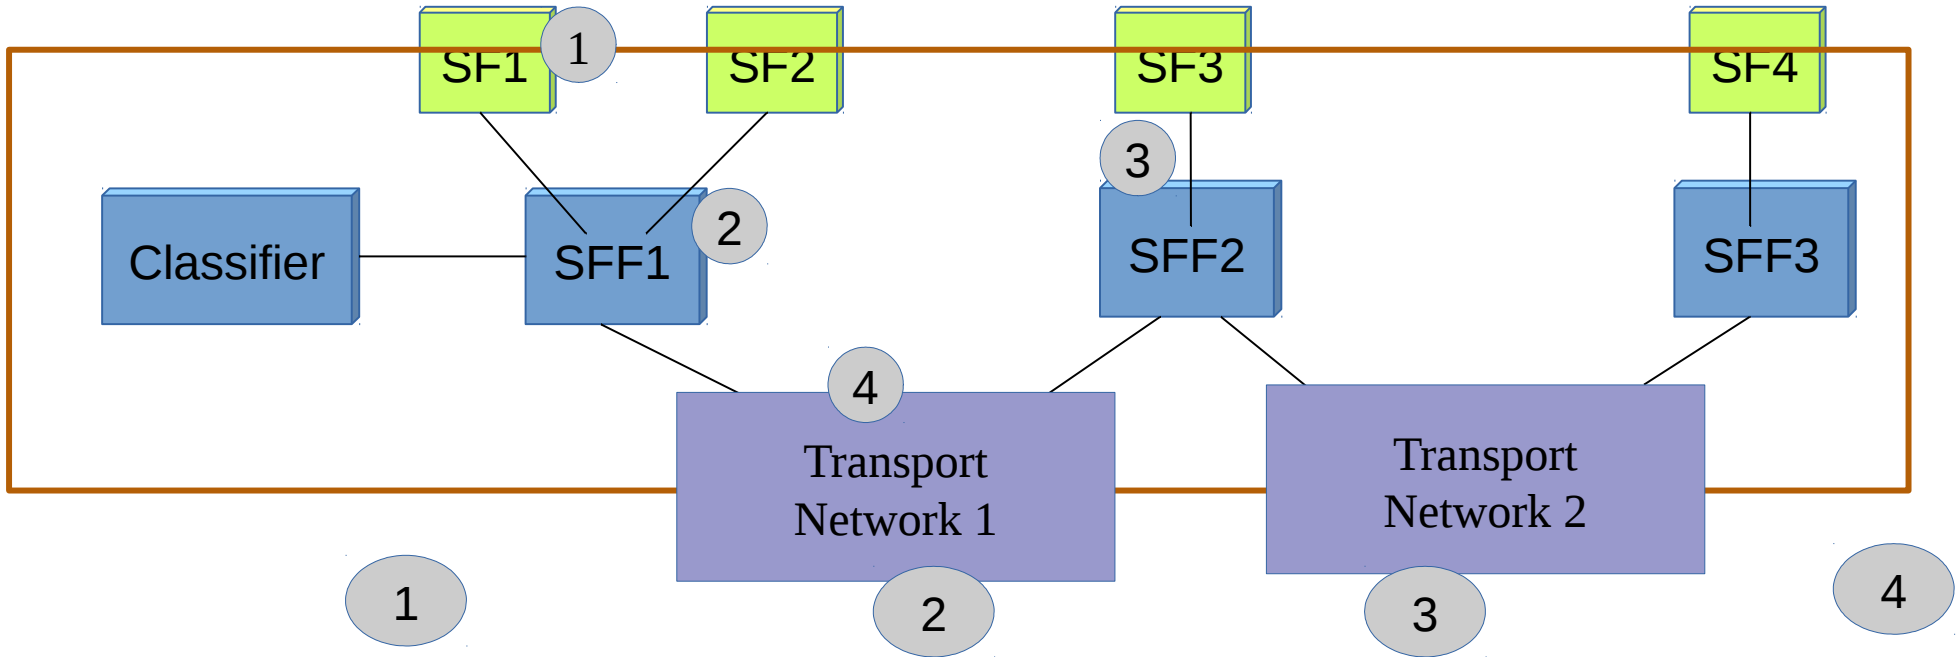 SF1
1
SF2
SF3
SF4
3
Classifier
SFF1
2
SFF2
SFF3
4
Transport
Network 1
Transport
Network 2
1
2
3
4